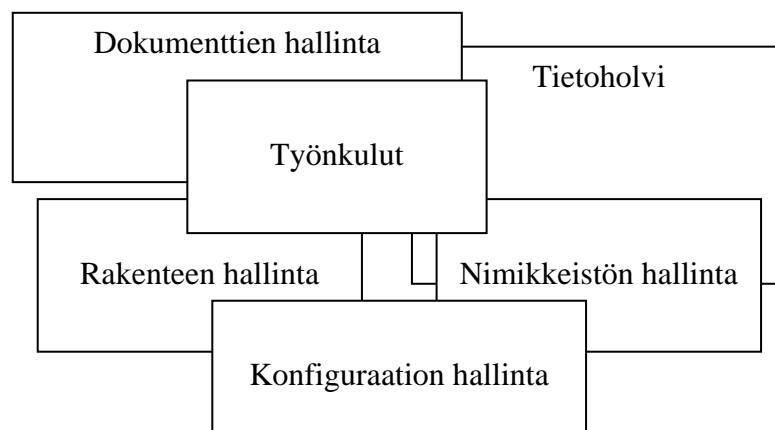 Dokumenttien hallinta
Tietoholvi
Työnkulut
Rakenteen hallinta
Nimikkeistön hallinta
Konfiguraation hallinta